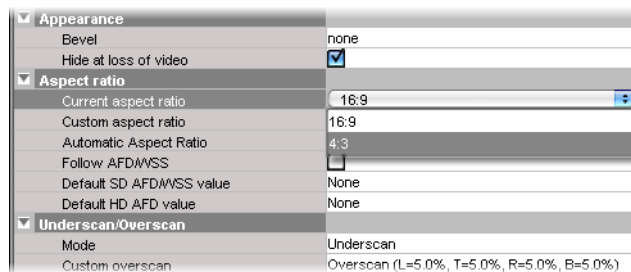 Appearance
Bevel none
Hide at loss of video
Aspect ratio
Current aspect ratio 16:9
Custom aspect ratio 16:9
Automatic Aspect Ratio 4:3
Follow AFD/WSS
Default SD AFD/WSS value None
Default HD AFD value None
Underscan/Overscan
Mode Underscan
Custom overscan Overscan (L=5.0%, T=5.0%, R=5.0%, B=5.0%)